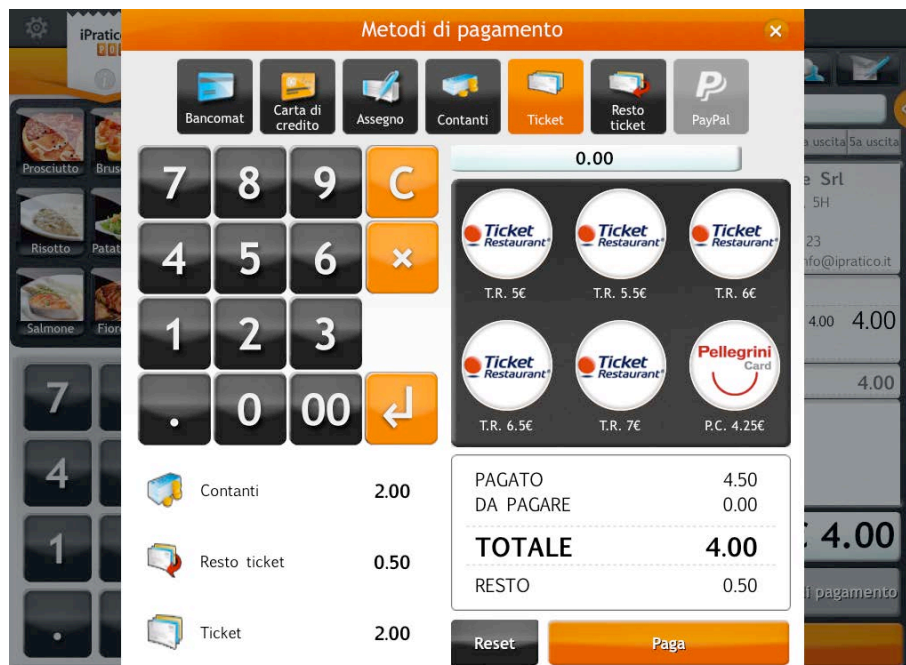 iPratico
Metodi di pagamento
×
Bancomat
Carta di credito
Assegno
Contanti
Ticket
Resto ticket
PayPal
7 8 9 C
4 5 6 ×
1 2 3
. 0 00
0.00
Ticket Restaurant
T.R. 5€
Ticket Restaurant
T.R. 5.5€
Ticket Restaurant
T.R. 6€
Ticket Restaurant
T.R. 6.5€
Ticket Restaurant
T.R. 7€
Pellegrini Card
P.C. 4.25€
Contanti 2.00
Resto ticket 0.50
Ticket 2.00
PAGATO 4.50
DA PAGARE 0.00
TOTALE 4.00
RESTO 0.50
Reset
Paga
Prosciutto
Risotto
Salmone
7
4
1
.
uscita 5a uscita
Srl
5H
23
info@ipratico.it
4.00 4.00
4.00
4.00
di pagamento